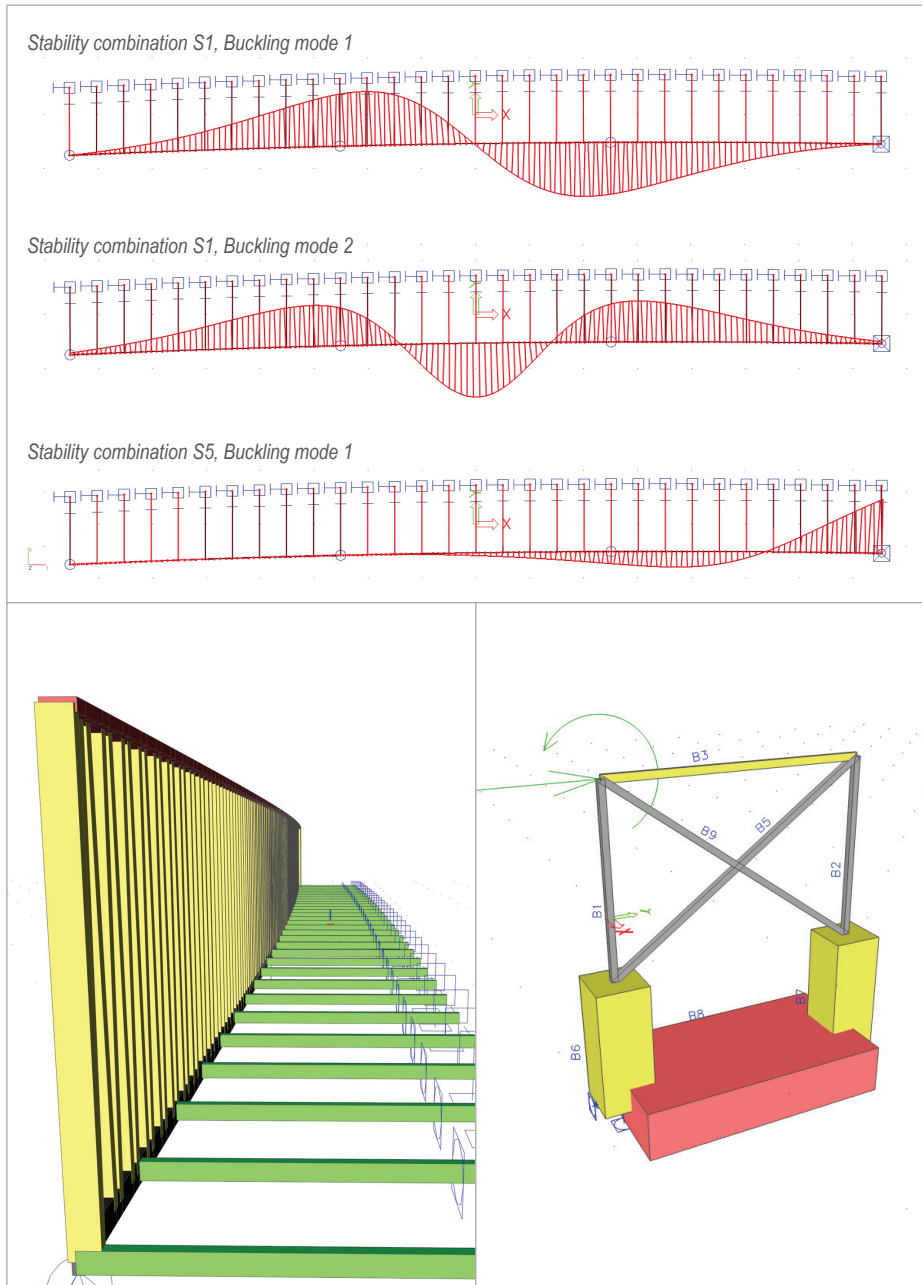 Stability combination S1, Buckling mode 1
X
Stability combination S1, Buckling mode 2
X
Stability combination S5, Buckling mode 1
X
B3
B9
B5
B2
B1
Y
X
B8
B6